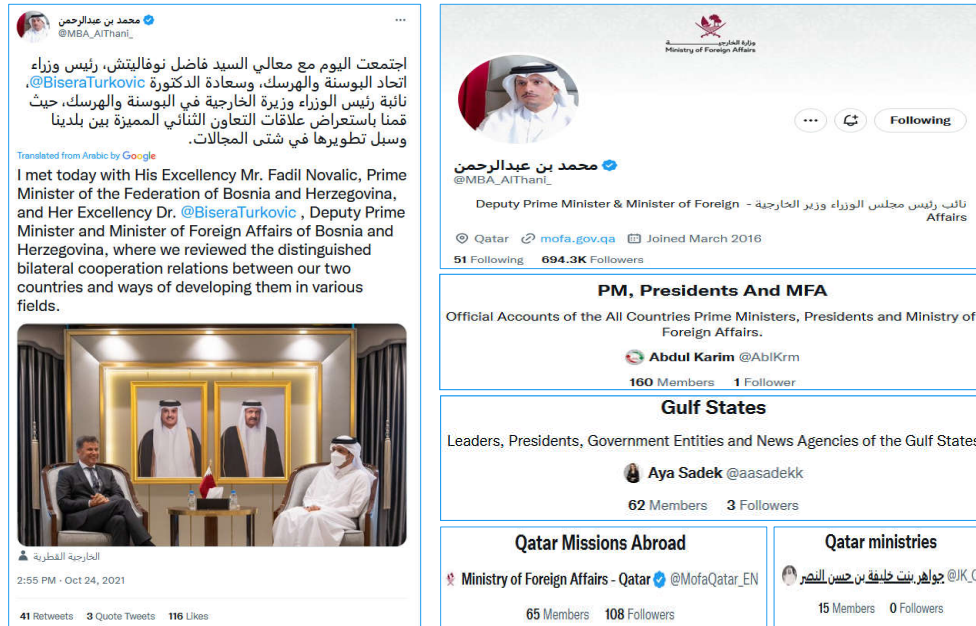 محمد بن عبدالرحمن
@MBA_AlThani_
...
اجتمعت اليوم مع معالي السيد فاضل نوفاليتش، رئيس وزراء
اتحاد البوسنة والهرسك، وسعادة الدكتورة @BiseraTurkovic،
نائبة رئيس الوزراء وزيرة الخارجية في البوسنة والهرسك، حيث
قمنا باستعراض علاقات التعاون الثنائي المميزة بين بلدينا
وسبل تطويرها في شتى المجالات.
Translated from Arabic by Google
I met today with His Excellency Mr. Fadil Novalic, Prime
Minister of the Federation of Bosnia and Herzegovina,
and Her Excellency Dr. @BiseraTurkovic , Deputy Prime
Minister and Minister of Foreign Affairs of Bosnia and
Herzegovina, where we reviewed the distinguished
bilateral cooperation relations between our two
countries and ways of developing them in various
fields.
الخارجية القطرية
2:55 PM · Oct 24, 2021
41 Retweets 3 Quote Tweets 116 Likes
وزارة الخارجية
Ministry of Foreign Affairs
Following
محمد بن عبدالرحمن
@MBA_AlThani_
نائب رئيس مجلس الوزراء وزير الخارجية - Deputy Prime Minister & Minister of Foreign
Affairs
Qatar mofa.gov.qa Joined March 2016
51 Following 694.3K Followers
PM, Presidents And MFA
Official Accounts of the All Countries Prime Ministers, Presidents and Ministry of
Foreign Affairs.
Abdul Karim @AblKrm
160 Members 1 Follower
Gulf States
Leaders, Presidents, Government Entities and News Agencies of the Gulf States
Aya Sadek @aasadekk
62 Members 3 Followers
Qatar Missions Abroad
Ministry of Foreign Affairs - Qatar @MofaQatar_EN
65 Members 108 Followers
Qatar ministries
جواهر بنت خليفة بن حسن النصر
15 Members 0 Followers